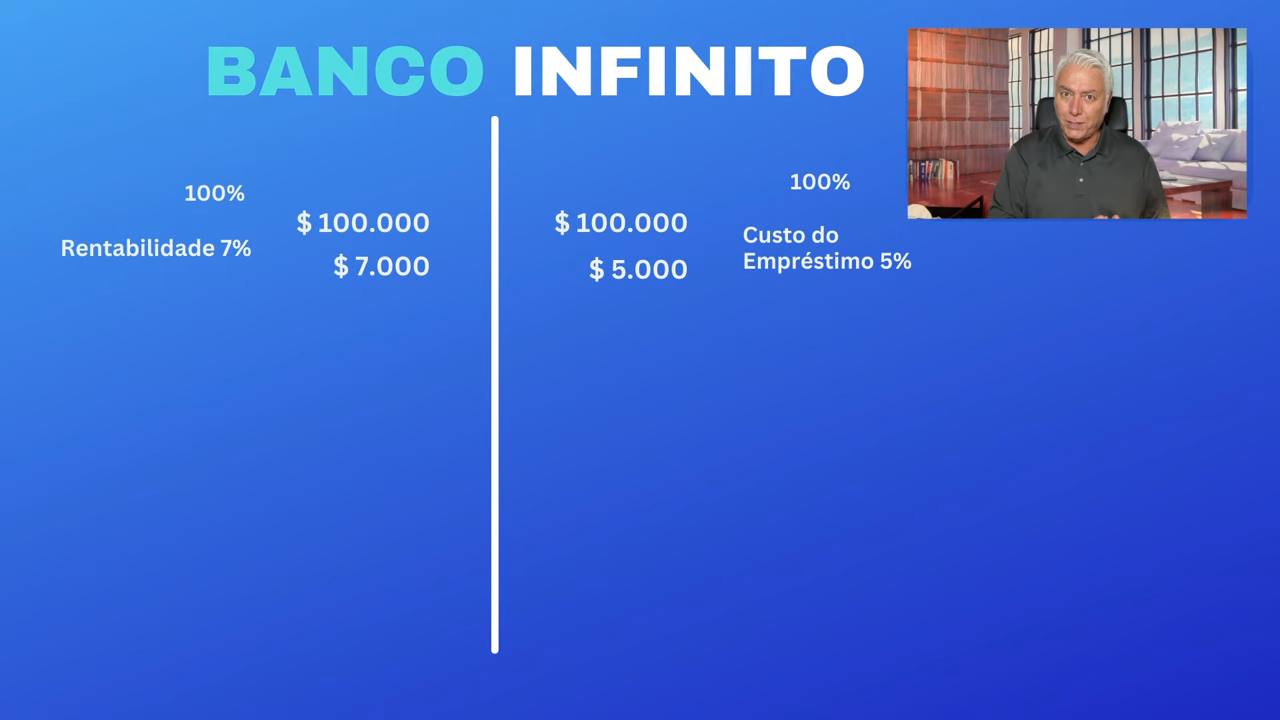 BANCO INFINITO
100%
$ 100.000
Rentabilidade 7%
$ 7.000
100%
$ 100.000
Custo do
Empréstimo 5%
$ 5.000